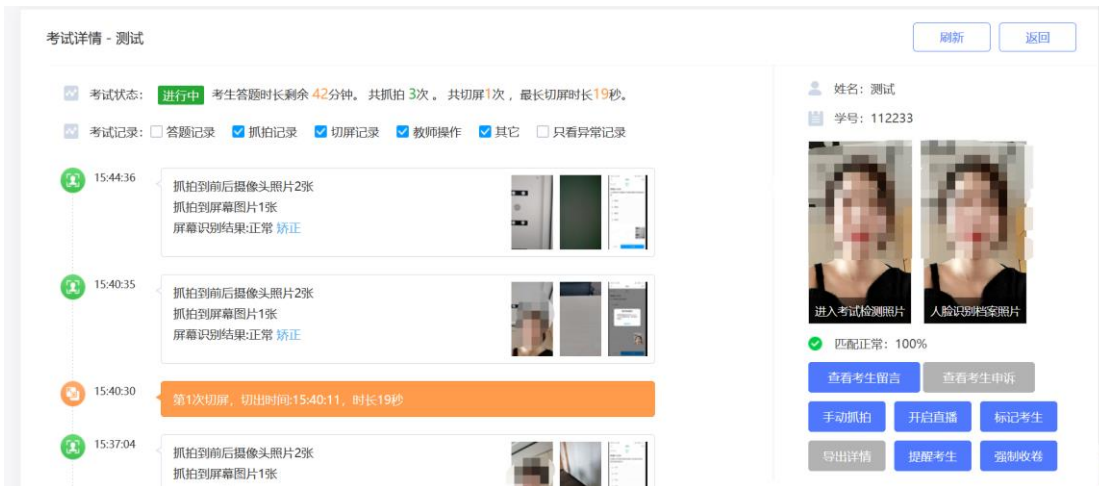 考试详情 - 测试
刷新
返回
考试状态： 进行中 考生答题时长剩余 42分钟。 共抓拍 3次 。 共切屏1次 ，最长切屏时长19秒。
考试记录： 答题记录 抓拍记录 切屏记录 教师操作 其它 只看异常记录
15:44:36
抓拍到前后摄像头照片2张
抓拍到屏幕图片1张
屏幕识别结果:正常 矫正
15:40:35
抓拍到前后摄像头照片2张
抓拍到屏幕图片1张
屏幕识别结果:正常 矫正
15:40:30
第1次切屏，切出时间:15:40:11，时长19秒
15:37:04
抓拍到前后摄像头照片2张
抓拍到屏幕图片1张
姓名：测试
学号：112233
进入考试检测照片
人脸识别档案照片
匹配正常：100%
查看考生留言
查看考生申诉
手动抓拍
开启直播
标记考生
导出详情
提醒考生
强制收卷